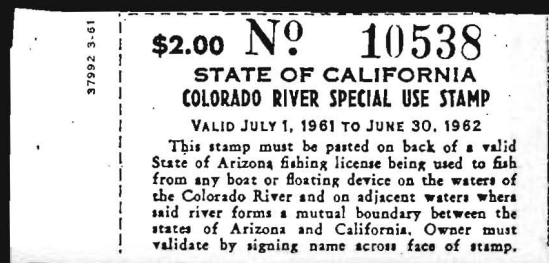 37992 3-61
$2.00 Nº 10538
STATE OF CALIFORNIA
COLORADO RIVER SPECIAL USE STAMP
VALID JULY 1, 1961 TO JUNE 30, 1962
This stamp must be pasted on back of a valid
State of Arizona fishing license being used to fish
from any boat or floating device on the waters of
the Colorado River and on adjacent waters where
said river forms a mutual boundary between the
states of Arizona and California. Owner must
validate by signing name across face of stamp.